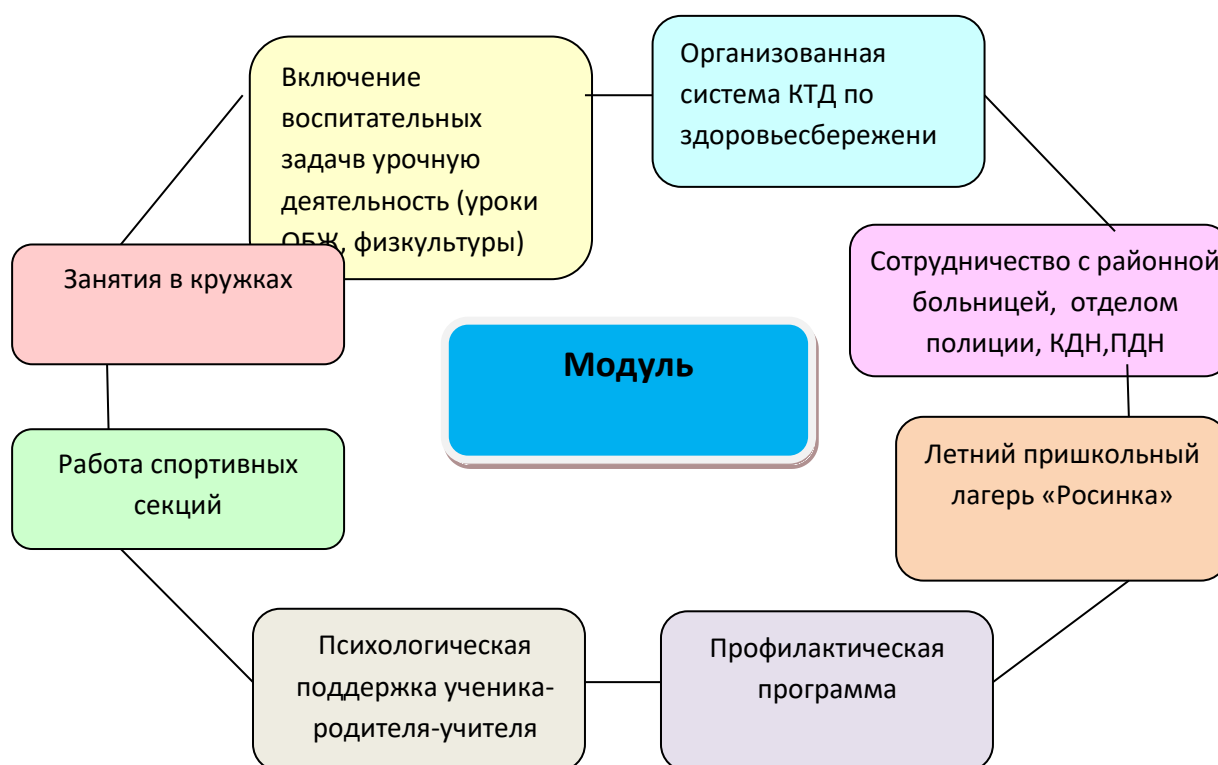 Включение
воспитательных
задачв урочную
деятельность (уроки
ОБЖ, физкультуры)
Организованная
система КТД по
здоровьесбережени
Занятия в кружках
Сотрудничество с районной
больницей, отделом
полиции, КДН,ПДН
Модуль
Работа спортивных
секций
Летний пришкольный
лагерь «Росинка»
Психологическая
поддержка ученика-
родителя-учителя
Профилактическая
программа